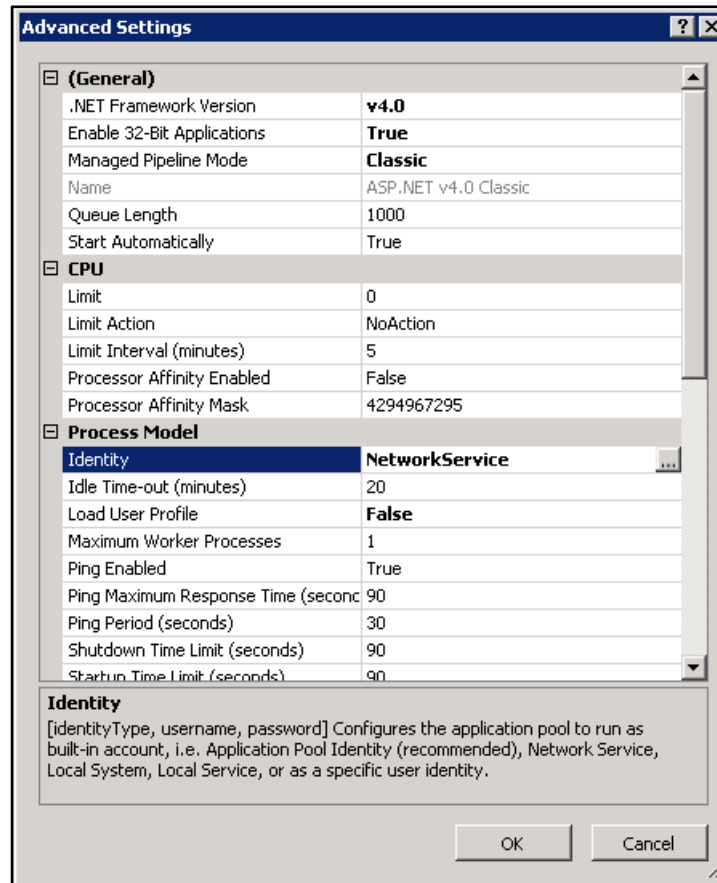 Advanced Settings
(General)
.NET Framework Version v4.0
Enable 32-Bit Applications True
Managed Pipeline Mode Classic
Name ASP.NET v4.0 Classic
Queue Length 1000
Start Automatically True
CPU
Limit 0
Limit Action NoAction
Limit Interval (minutes) 5
Processor Affinity Enabled False
Processor Affinity Mask 4294967295
Process Model
Identity NetworkService ...
Idle Time-out (minutes) 20
Load User Profile False
Maximum Worker Processes 1
Ping Enabled True
Ping Maximum Response Time (seconc 90
Ping Period (seconds) 30
Shutdown Time Limit (seconds) 90
Startup Time Limit (seconds) 90
Identity
[identityType, username, password] Configures the application pool to run as
built-in account, i.e. Application Pool Identity (recommended), Network Service,
Local System, Local Service, or as a specific user identity.
OK Cancel